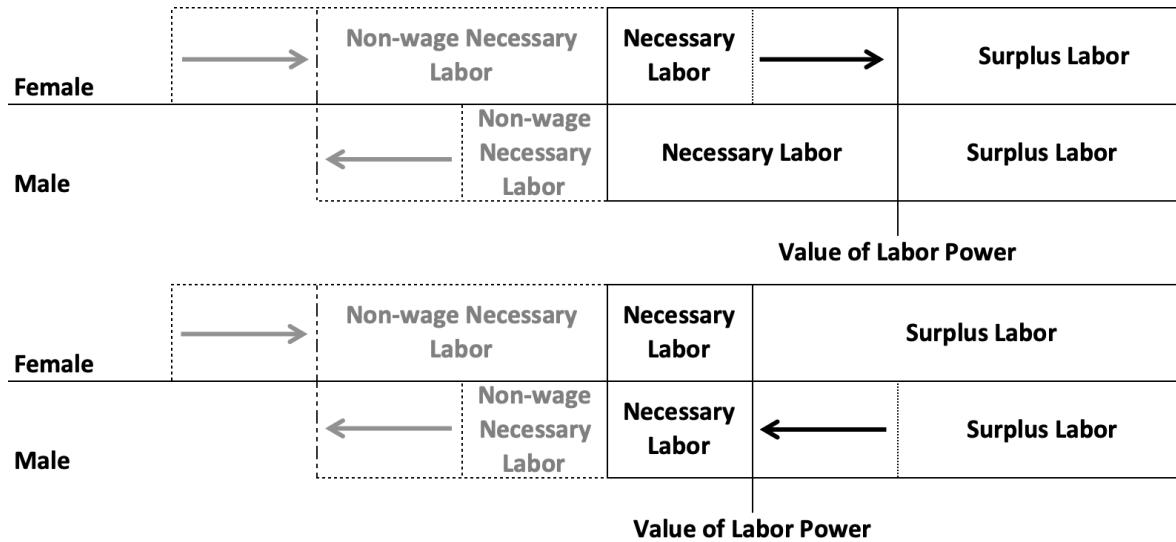 Non-wage Necessary
Labor
Necessary
Labor
Surplus Labor
Female
Non-wage
Necessary
Labor
Necessary Labor
Surplus Labor
Male
Value of Labor Power
Non-wage Necessary
Labor
Necessary
Labor
Surplus Labor
Female
Non-wage
Necessary
Labor
Necessary
Labor
Surplus Labor
Male
Value of Labor Power